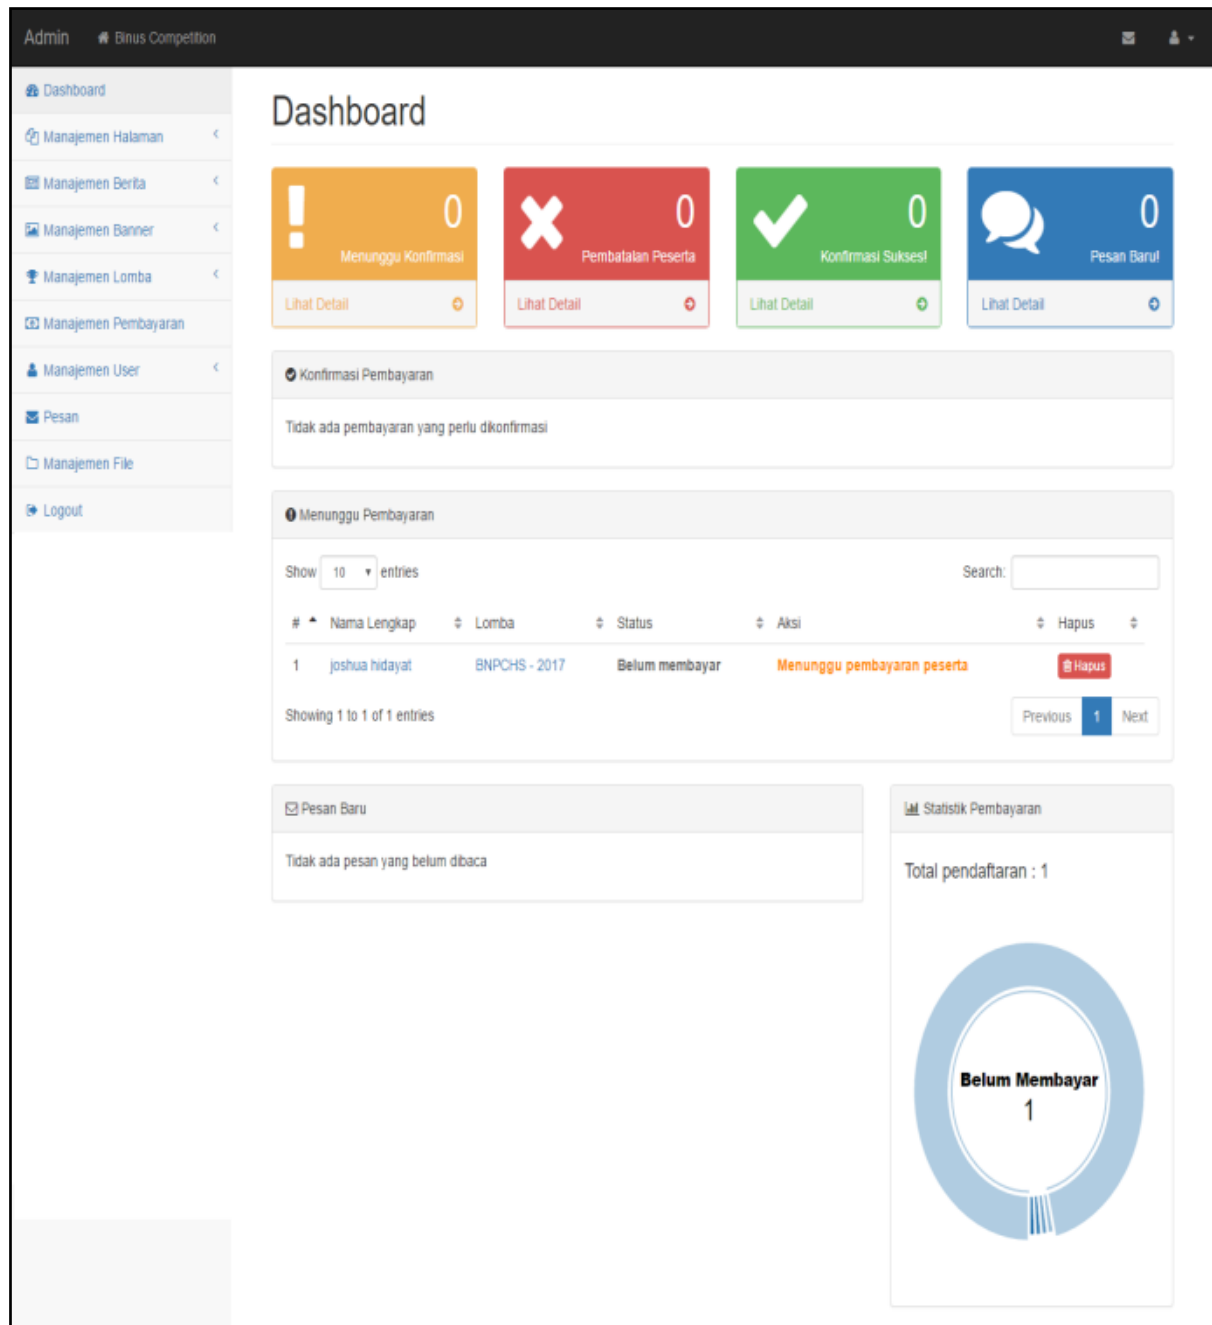 Admin Binus Competition
Dashboard
Manajemen Halaman
Manajemen Berita
Manajemen Banner
Manajemen Lomba
Manajemen Pembayaran
Manajemen User
Pesan
Manajemen File
Logout
Dashboard
0
Menunggu Konfirmasi
Lihat Detail
0
Pembatalan Peserta
Lihat Detail
0
Konfirmasi Sukses!
Lihat Detail
0
Pesan Baru!
Lihat Detail
Konfirmasi Pembayaran
Tidak ada pembayaran yang perlu dikonfirmasi
Menunggu Pembayaran
Show 10 entries Search:
# Nama Lengkap Lomba Status Aksi Hapus
1 joshua hidayat BNPCHS - 2017 Belum membayar Menunggu pembayaran peserta Hapus
Showing 1 to 1 of 1 entries Previous 1 Next
Pesan Baru
Tidak ada pesan yang belum dibaca
Statistik Pembayaran
Total pendaftaran : 1
Belum Membayar
1